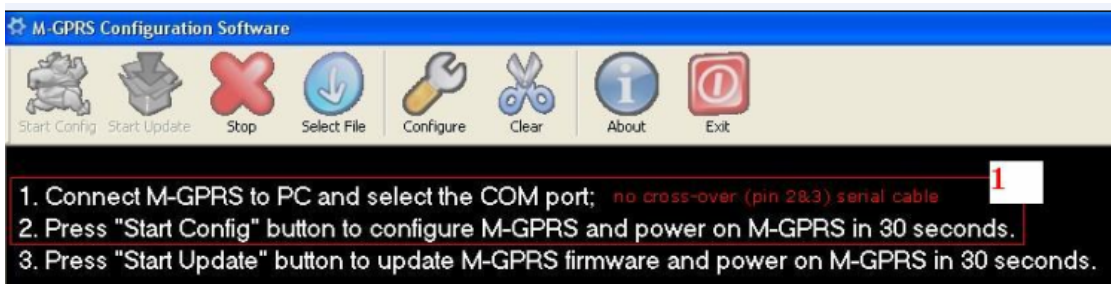 M-GPRS Configuration Software
Start Config Start Update Stop Select File Configure Clear About Exit
1
1. Connect M-GPRS to PC and select the COM port; no cross-over (pin 2&3) serial cable
2. Press "Start Config" button to configure M-GPRS and power on M-GPRS in 30 seconds.
3. Press "Start Update" button to update M-GPRS firmware and power on M-GPRS in 30 seconds.